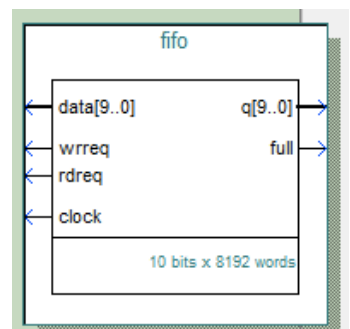 fifo
data[9..0] q[9..0]
wrreq full
rdreq
clock
10 bits x 8192 words